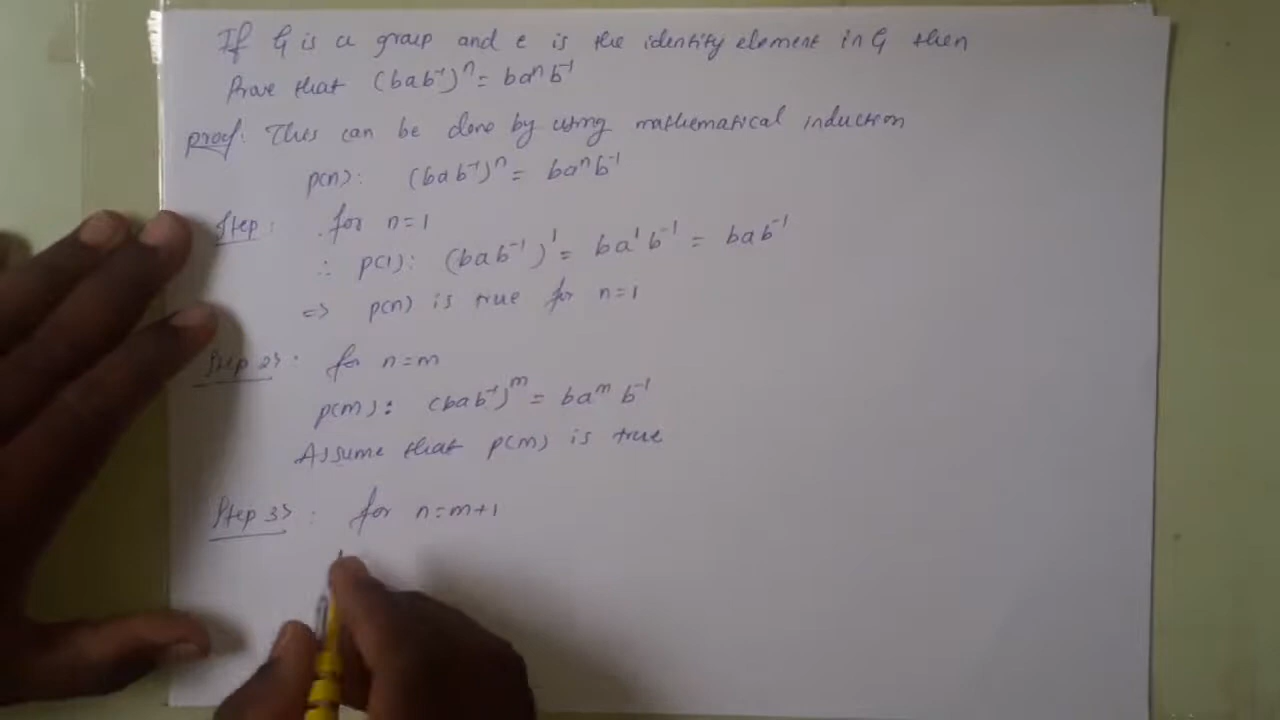 If G is a group and e is the identity element in G then
Prove that (bab⁻¹)ⁿ = baⁿb⁻¹
proof: This can be done by using mathematical induction
p(n): (bab⁻¹)ⁿ = baⁿb⁻¹
Step : for n=1
∴ p(1): (bab⁻¹)¹ = ba¹b⁻¹ = bab⁻¹
=> p(n) is true for n=1
Step 2) : for n=m
p(m) : (bab⁻¹)ᵐ = baᵐb⁻¹
Assume that p(m) is true
Step 3) : for n=m+1